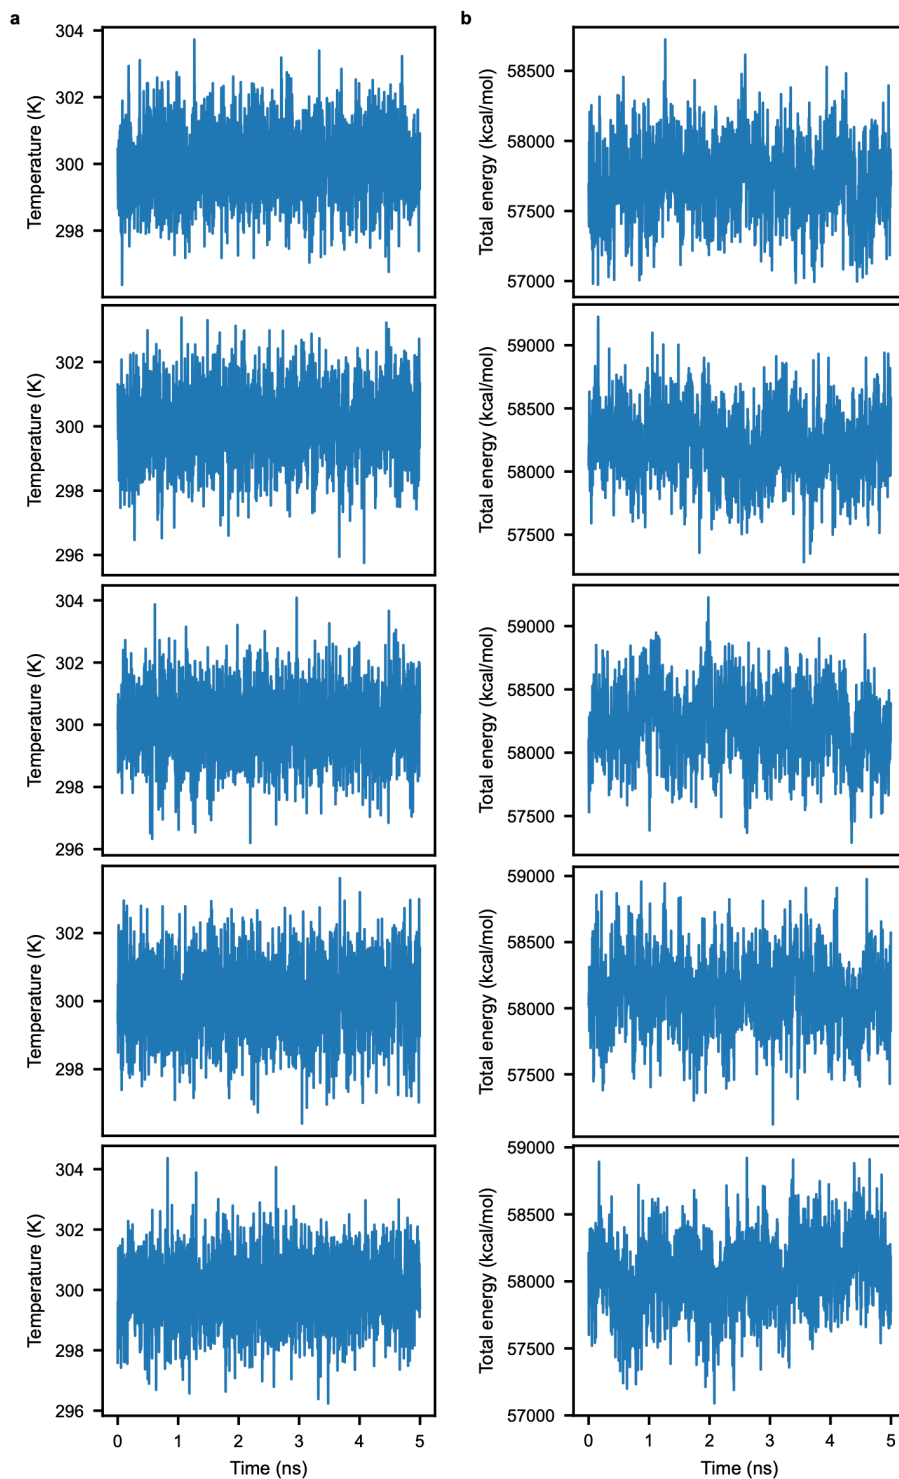 a
b
304
302
300
298
Temperature (K)
58500
58000
57500
57000
Total energy (kcal/mol)
302
300
298
296
Temperature (K)
59000
58500
58000
57500
Total energy (kcal/mol)
304
302
300
298
296
Temperature (K)
59000
58500
58000
57500
Total energy (kcal/mol)
302
300
298
Temperature (K)
59000
58500
58000
57500
Total energy (kcal/mol)
304
302
300
298
296
Temperature (K)
0 1 2 3 4 5
Time (ns)
59000
58500
58000
57500
57000
Total energy (kcal/mol)
0 1 2 3 4 5
Time (ns)